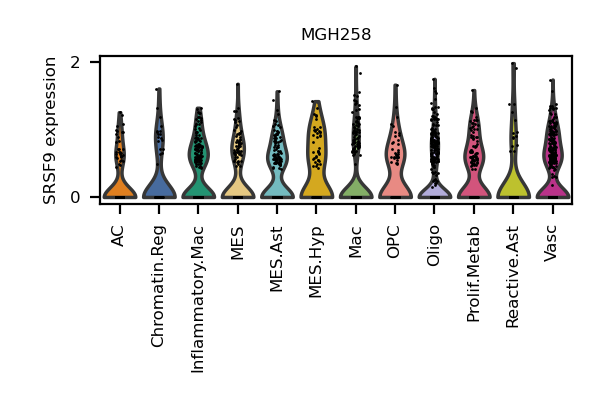 MGH258
SRSF9 expression
2
0
AC
Chromatin.Reg
Inflammatory.Mac
MES
MES.Ast
MES.Hyp
Mac
OPC
Oligo
Prolif.Metab
Reactive.Ast
Vasc